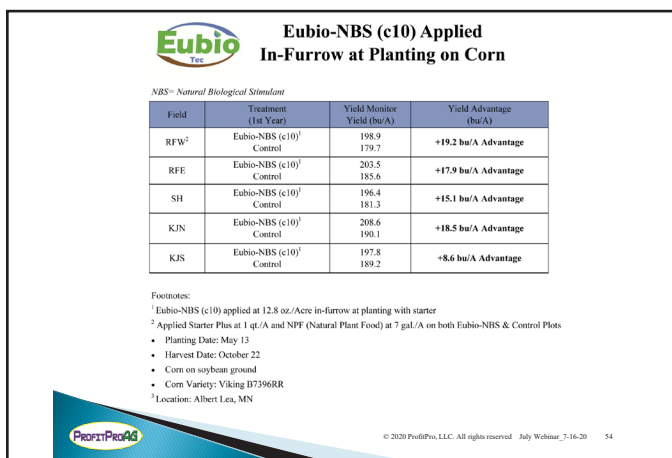 Eubio
Tec
Eubio-NBS (c10) Applied
In-Furrow at Planting on Corn
NBS= Natural Biological Stimulant
Field Treatment Yield Monitor Yield Advantage
(1st Year) Yield (bu/A) (bu/A)
RFW² Eubio-NBS (c10)¹ 198.9 +19.2 bu/A Advantage
Control 179.7
RFE Eubio-NBS (c10)¹ 203.5 +17.9 bu/A Advantage
Control 185.6
SH Eubio-NBS (c10)¹ 196.4 +15.1 bu/A Advantage
Control 181.3
KJN Eubio-NBS (c10)¹ 208.6 +18.5 bu/A Advantage
Control 190.1
KJS Eubio-NBS (c10)¹ 197.8 +8.6 bu/A Advantage
Control 189.2
Footnotes:
¹ Eubio-NBS (c10) applied at 12.8 oz./Acre in-furrow at planting with starter
² Applied Starter Plus at 1 qt./A and NPF (Natural Plant Food) at 7 gal./A on both Eubio-NBS & Control Plots
• Planting Date: May 13
• Harvest Date: October 22
• Corn on soybean ground
• Corn Variety: Viking B7396RR
³ Location: Albert Lea, MN
PROFITPROAG
© 2020 ProfitPro, LLC. All rights reserved July Webinar_7-16-20 54